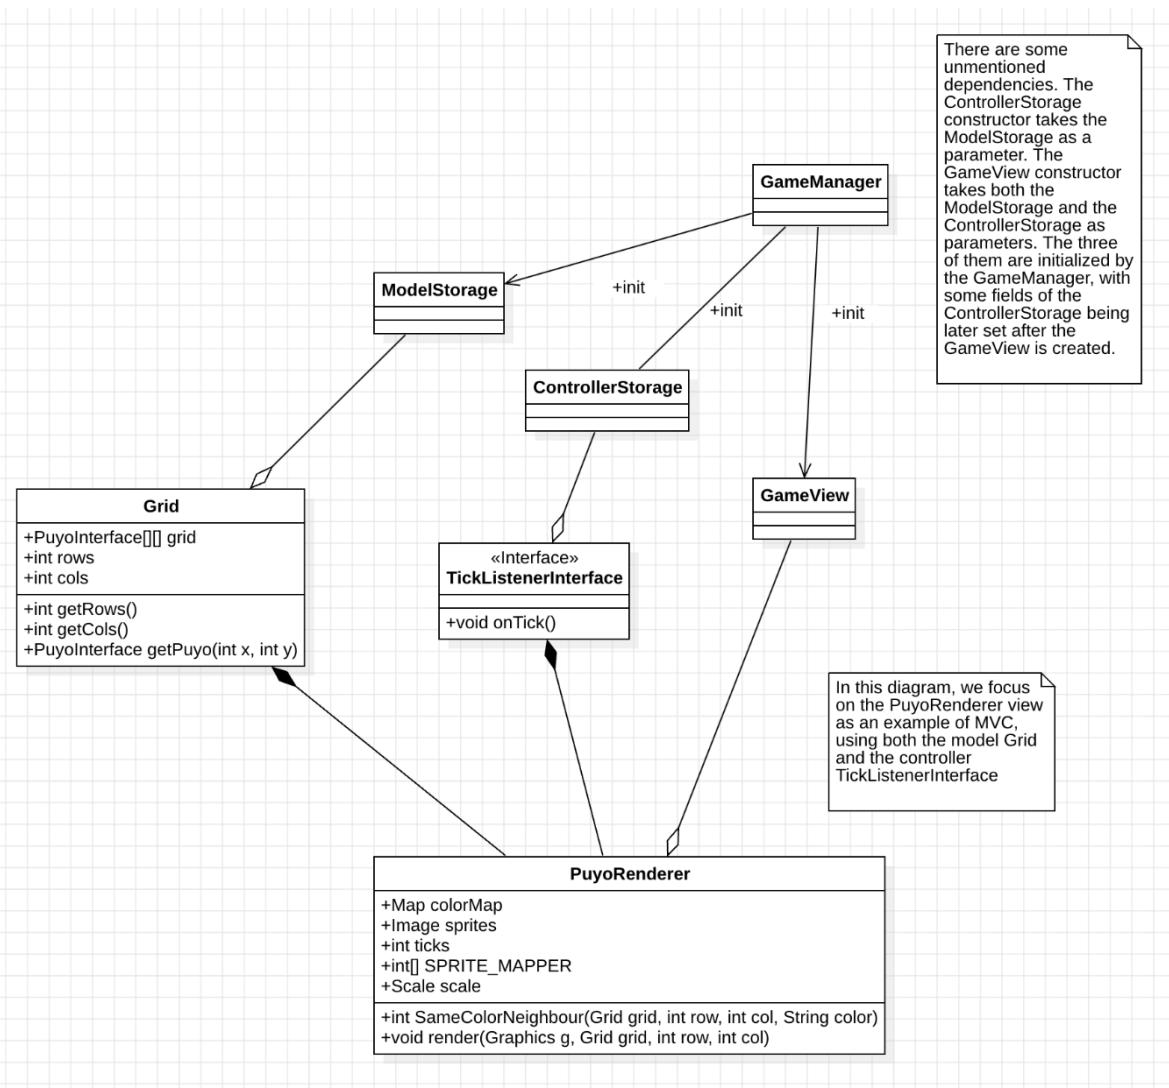 There are some
unmentioned
dependencies. The
ControllerStorage
constructor takes the
ModelStorage as a
parameter. The
GameView constructor
takes both the
ModelStorage and the
ControllerStorage as
parameters. The three
of them are initialized by
the GameManager, with
some fields of the
ControllerStorage being
later set after the
GameView is created.
GameManager
ModelStorage
+init
+init
+init
ControllerStorage
GameView
Grid
+PuyoInterface[][] grid
+int rows
+int cols
+int getRows()
+int getCols()
+PuyoInterface getPuyo(int x, int y)
«Interface»
TickListenerInterface
+void onTick()
In this diagram, we focus
on the PuyoRenderer view
as an example of MVC,
using both the model Grid
and the controller
TickListenerInterface
PuyoRenderer
+Map colorMap
+Image sprites
+int ticks
+int[] SPRITE_MAPPER
+Scale scale
+int SameColorNeighbour(Grid grid, int row, int col, String color)
+void render(Graphics g, Grid grid, int row, int col)